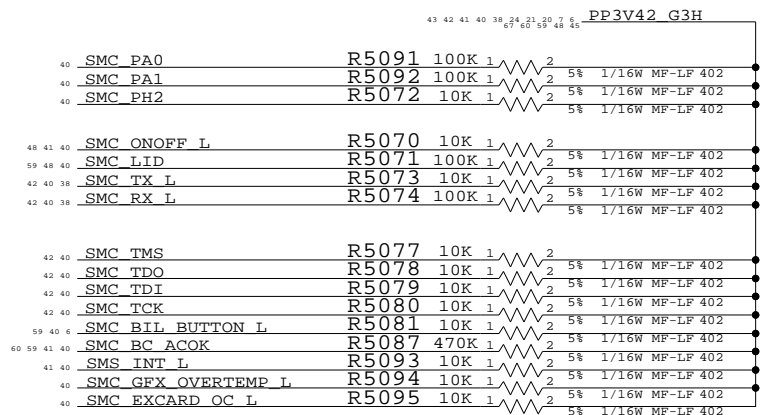 43 42 41 40 38 24 21 20 7 6 PP3V42_G3H
67 60 59 48 45
40 SMC_PA0 R5091 100K 1 2
5% 1/16W MF-LF 402
40 SMC_PA1 R5092 100K 1 2
5% 1/16W MF-LF 402
40 SMC_PH2 R5072 10K 1 2
5% 1/16W MF-LF 402
48 41 40 SMC_ONOFF_L R5070 10K 1 2
5% 1/16W MF-LF 402
59 48 40 SMC_LID R5071 100K 1 2
5% 1/16W MF-LF 402
42 40 38 SMC_TX_L R5073 10K 1 2
5% 1/16W MF-LF 402
42 40 38 SMC_RX_L R5074 100K 1 2
5% 1/16W MF-LF 402
42 40 SMC_TMS R5077 10K 1 2
5% 1/16W MF-LF 402
42 40 SMC_TDO R5078 10K 1 2
5% 1/16W MF-LF 402
42 40 SMC_TDI R5079 10K 1 2
5% 1/16W MF-LF 402
42 40 SMC_TCK R5080 10K 1 2
5% 1/16W MF-LF 402
59 40 6 SMC_BIL_BUTTON_L R5081 10K 1 2
5% 1/16W MF-LF 402
60 59 41 40 SMC_BC_ACOK R5087 470K 1 2
5% 1/16W MF-LF 402
41 40 SMS_INT_L R5093 10K 1 2
5% 1/16W MF-LF 402
40 SMC_GFX_OVERTEMP_L R5094 10K 1 2
5% 1/16W MF-LF 402
40 SMC_EXCARD_OC_L R5095 10K 1 2
5% 1/16W MF-LF 402